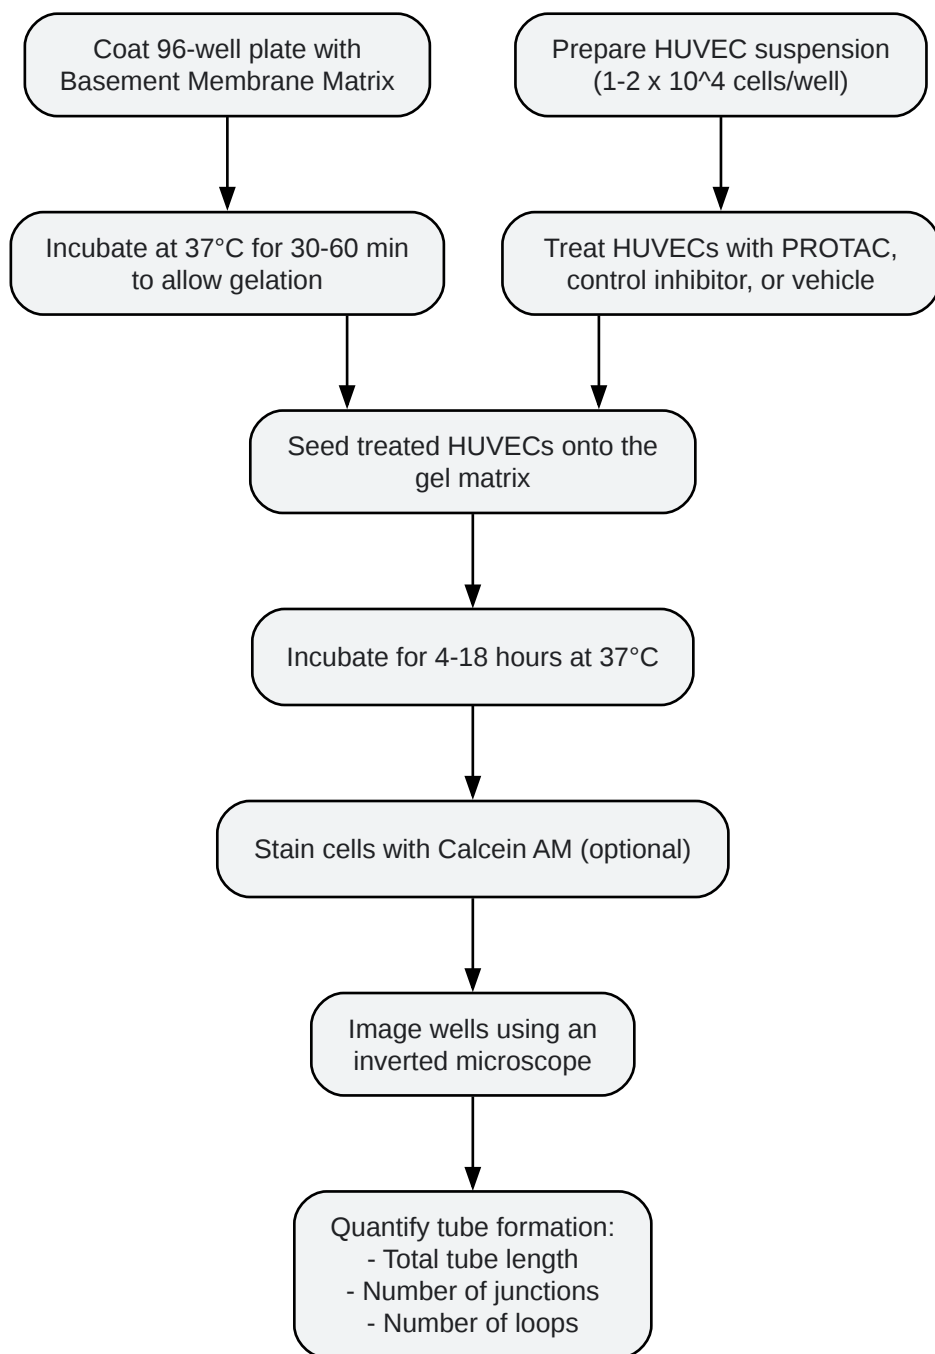 Coat 96-well plate with
Basement Membrane Matrix
Prepare HUVEC suspension
(1-2 x 10^4 cells/well)
Incubate at 37°C for 30-60 min
to allow gelation
Treat HUVECs with PROTAC,
control inhibitor, or vehicle
Seed treated HUVECs onto the
gel matrix
Incubate for 4-18 hours at 37°C
Stain cells with Calcein AM (optional)
Image wells using an
inverted microscope
Quantify tube formation:
- Total tube length
- Number of junctions
- Number of loops